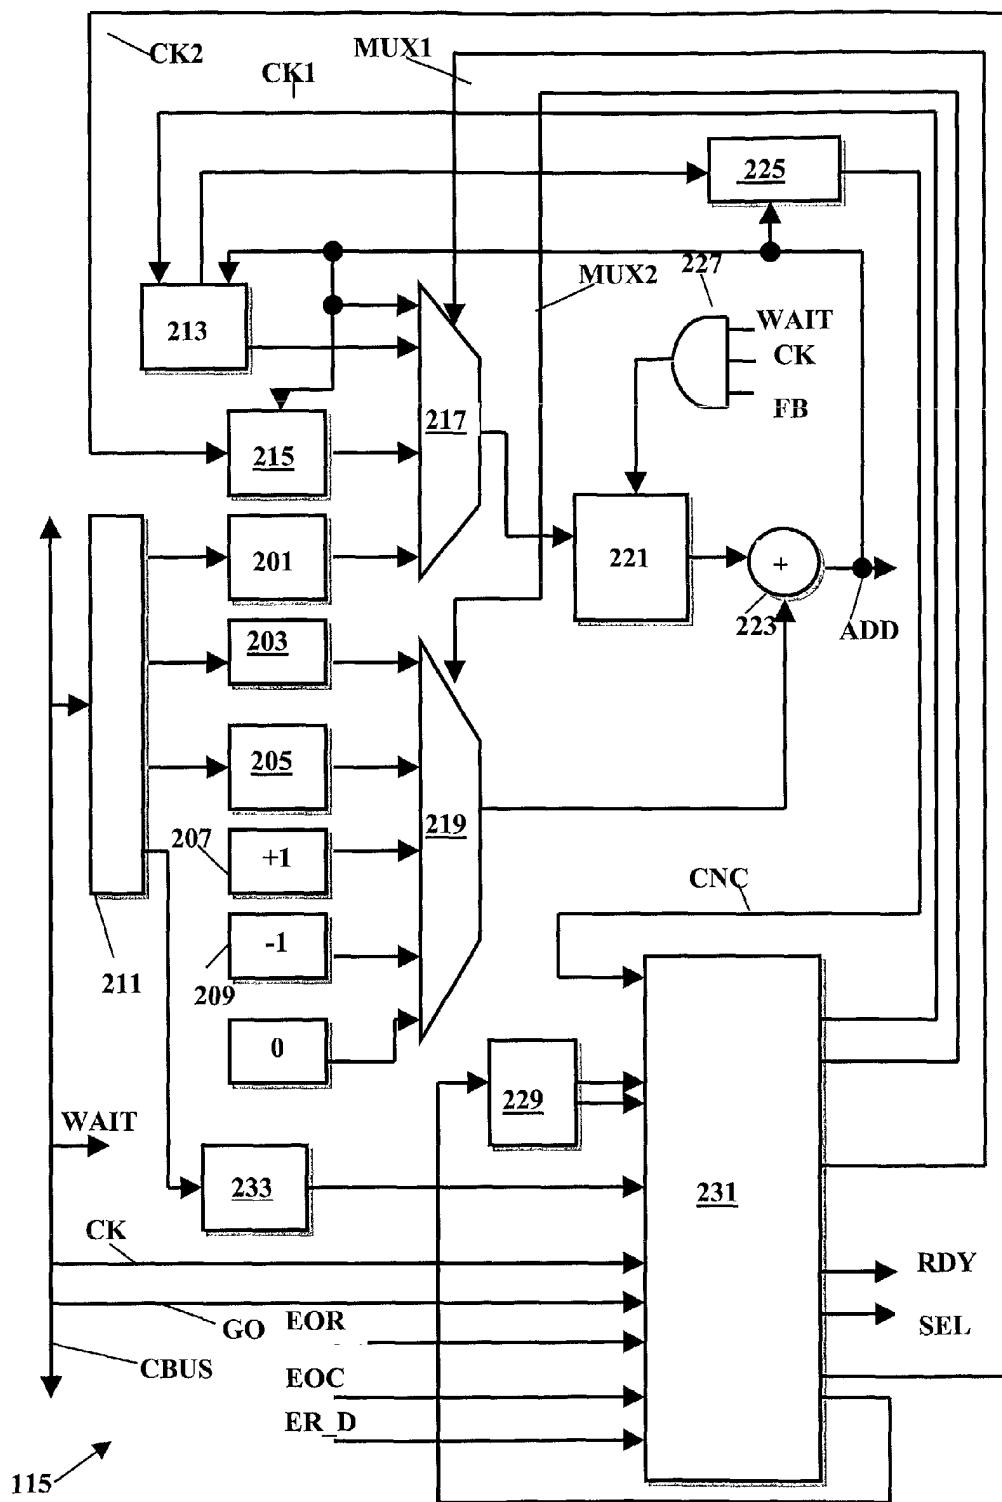 CK2
MUX1
CK1
225
MUX2
227
213
WAIT
CK
FB
217
215
201
221
+
223
ADD
203
205
219
207
+1
CNC
-1
211
209
0
229
WAIT
233
231
CK
RDY
GO
EOR
SEL
CBUS
EOC
ER_D
115